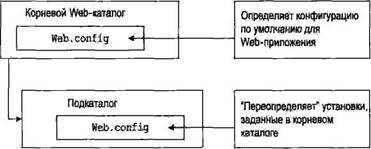 Корневой Web-каталог
Web.config
Определяет конфигурацию
по умолчанию для
Web-приложения
Подкаталог
Web.config
"Переопределяет" установки,
заданные в корневом
каталоге